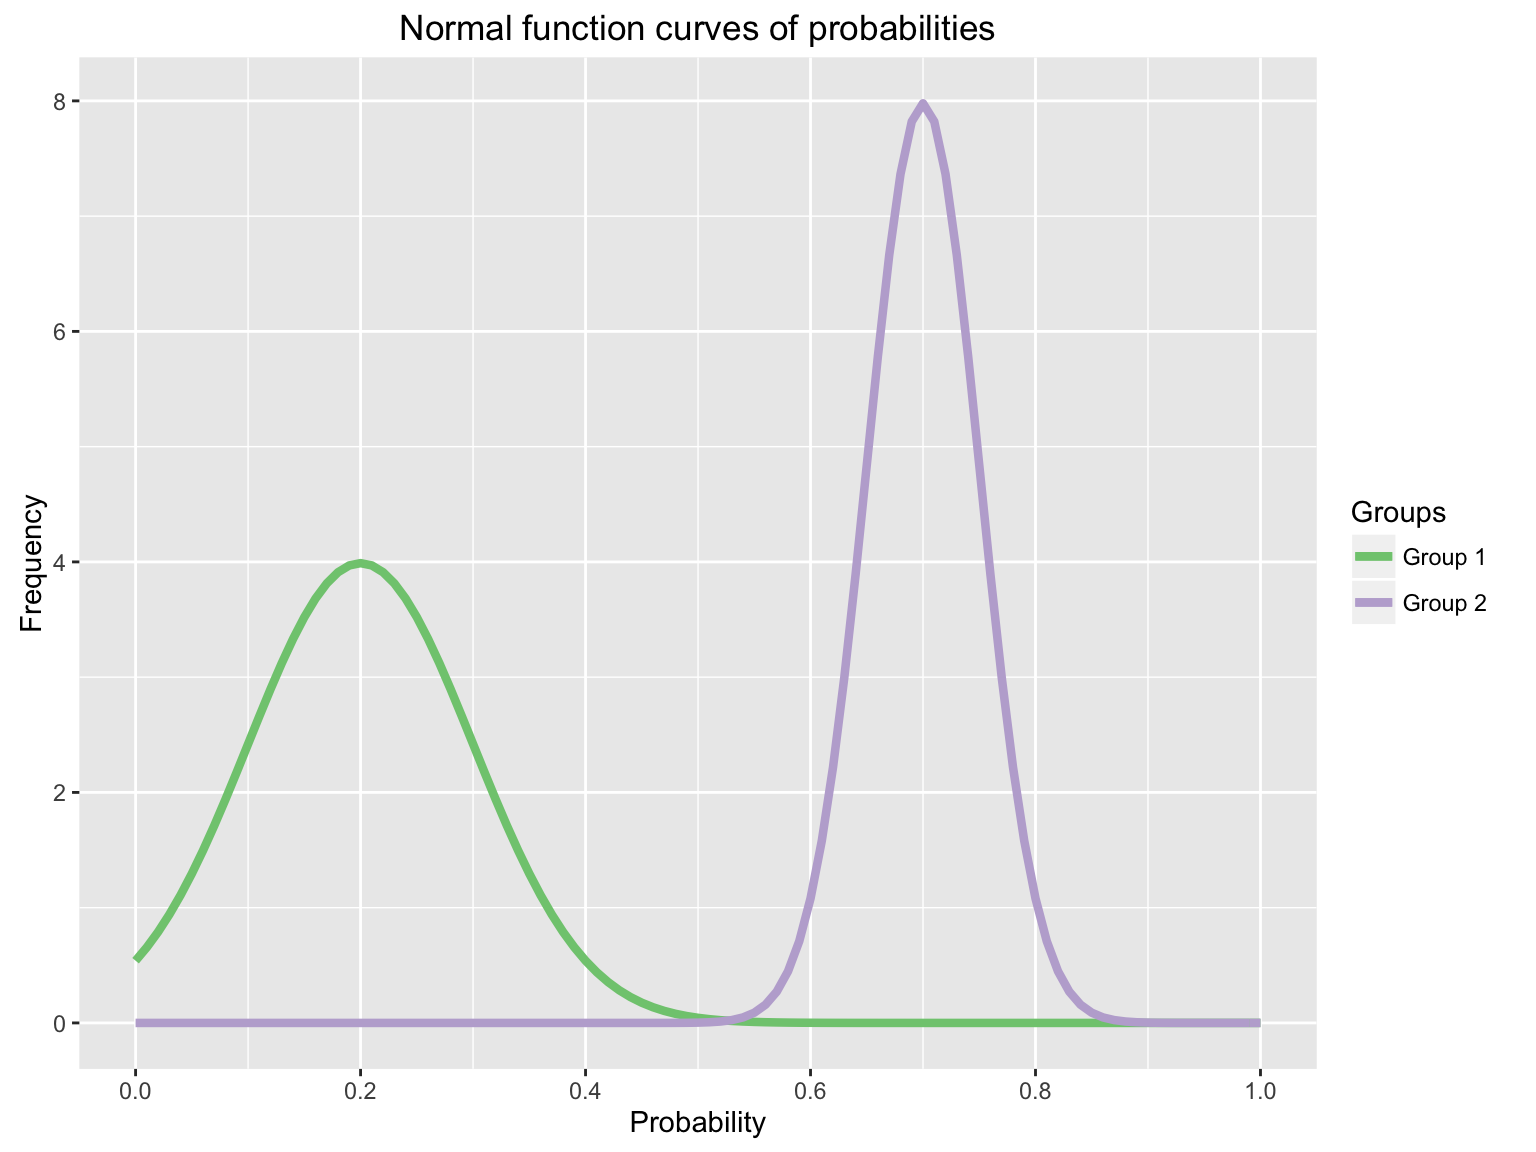 Normal function curves of probabilities
8
6
4
2
0
Frequency
0.0 0.2 0.4 0.6 0.8 1.0
Probability
Groups
Group 1
Group 2